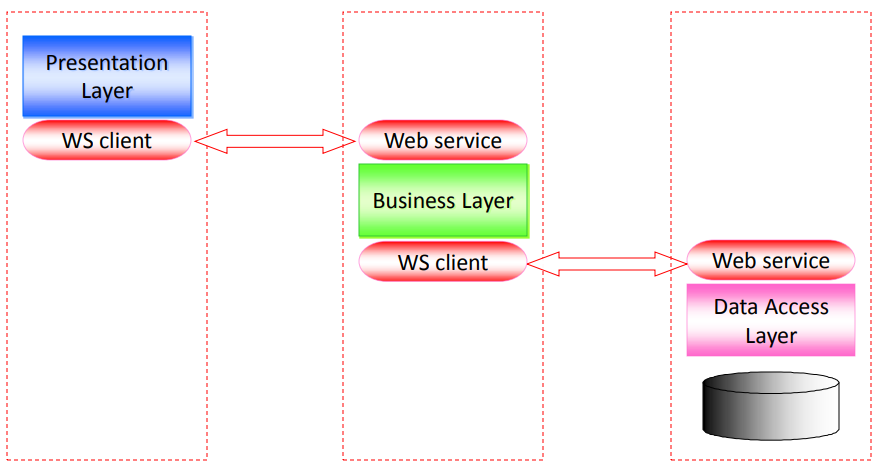 Presentation
Layer
WS client
Web service
Business Layer
WS client
Web service
Data Access
Layer